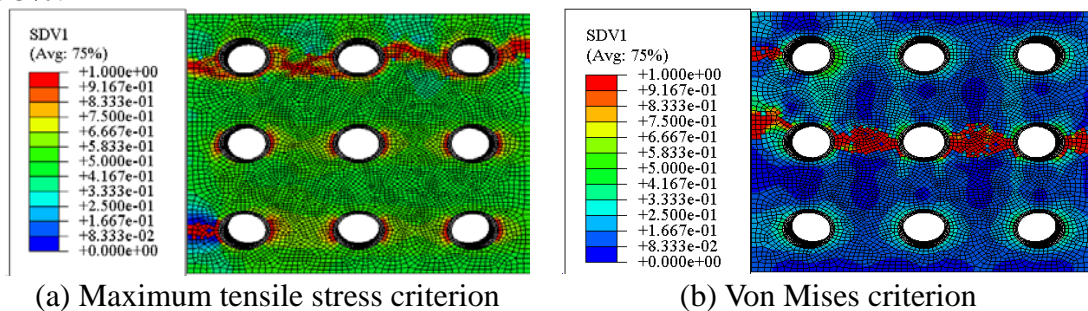 SDV1
(Avg: 75%)
+1.000e+00
+9.167e-01
+8.333e-01
+7.500e-01
+6.667e-01
+5.833e-01
+5.000e-01
+4.167e-01
+3.333e-01
+2.500e-01
+1.667e-01
+8.333e-02
+0.000e+00
(a) Maximum tensile stress criterion
SDV1
(Avg: 75%)
+1.000e+00
+9.167e-01
+8.333e-01
+7.500e-01
+6.667e-01
+5.833e-01
+5.000e-01
+4.167e-01
+3.333e-01
+2.500e-01
+1.667e-01
+8.333e-02
+0.000e+00
(b) Von Mises criterion